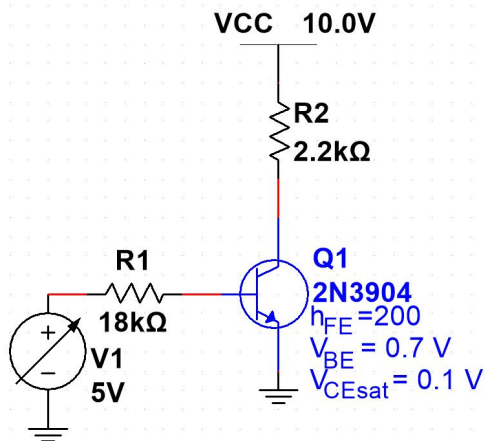 VCC 10.0V
R2
2.2kΩ
Q1
2N3904
hFE =200
VBE = 0.7 V
VCEsat = 0.1 V
R1
18kΩ
+
V1
−
5V